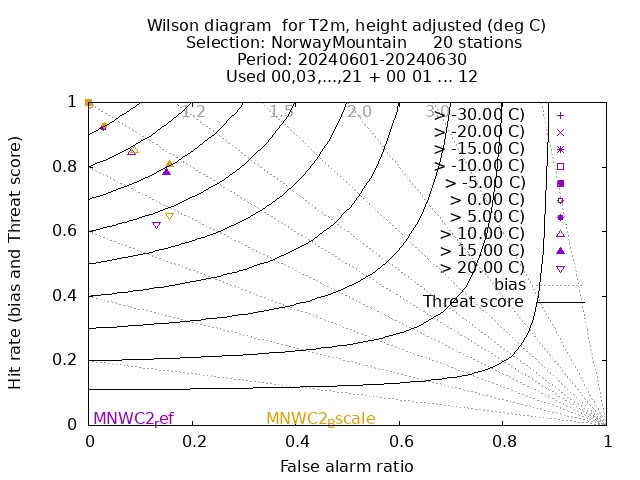 Wilson diagram  for T2m, height adjusted (deg C)
Selection: NorwayMountain     20 stations
Period: 20240601-20240630
Used 00,03,...,21 + 00 01 ... 12
1.2 1.5 2.0 3.0
> -30.00 C)
> -20.00 C)
> -15.00 C)
> -10.00 C)
> -5.00 C)
> 0.00 C)
> 5.00 C)
> 10.00 C)
> 15.00 C)
> 20.00 C)
bias
Threat score
Hit rate (bias and Threat score)
1
0.8
0.6
0.4
0.2
0
MNWC2ref MNWC2Bscale
0 0.2 0.4 0.6 0.8 1
False alarm ratio